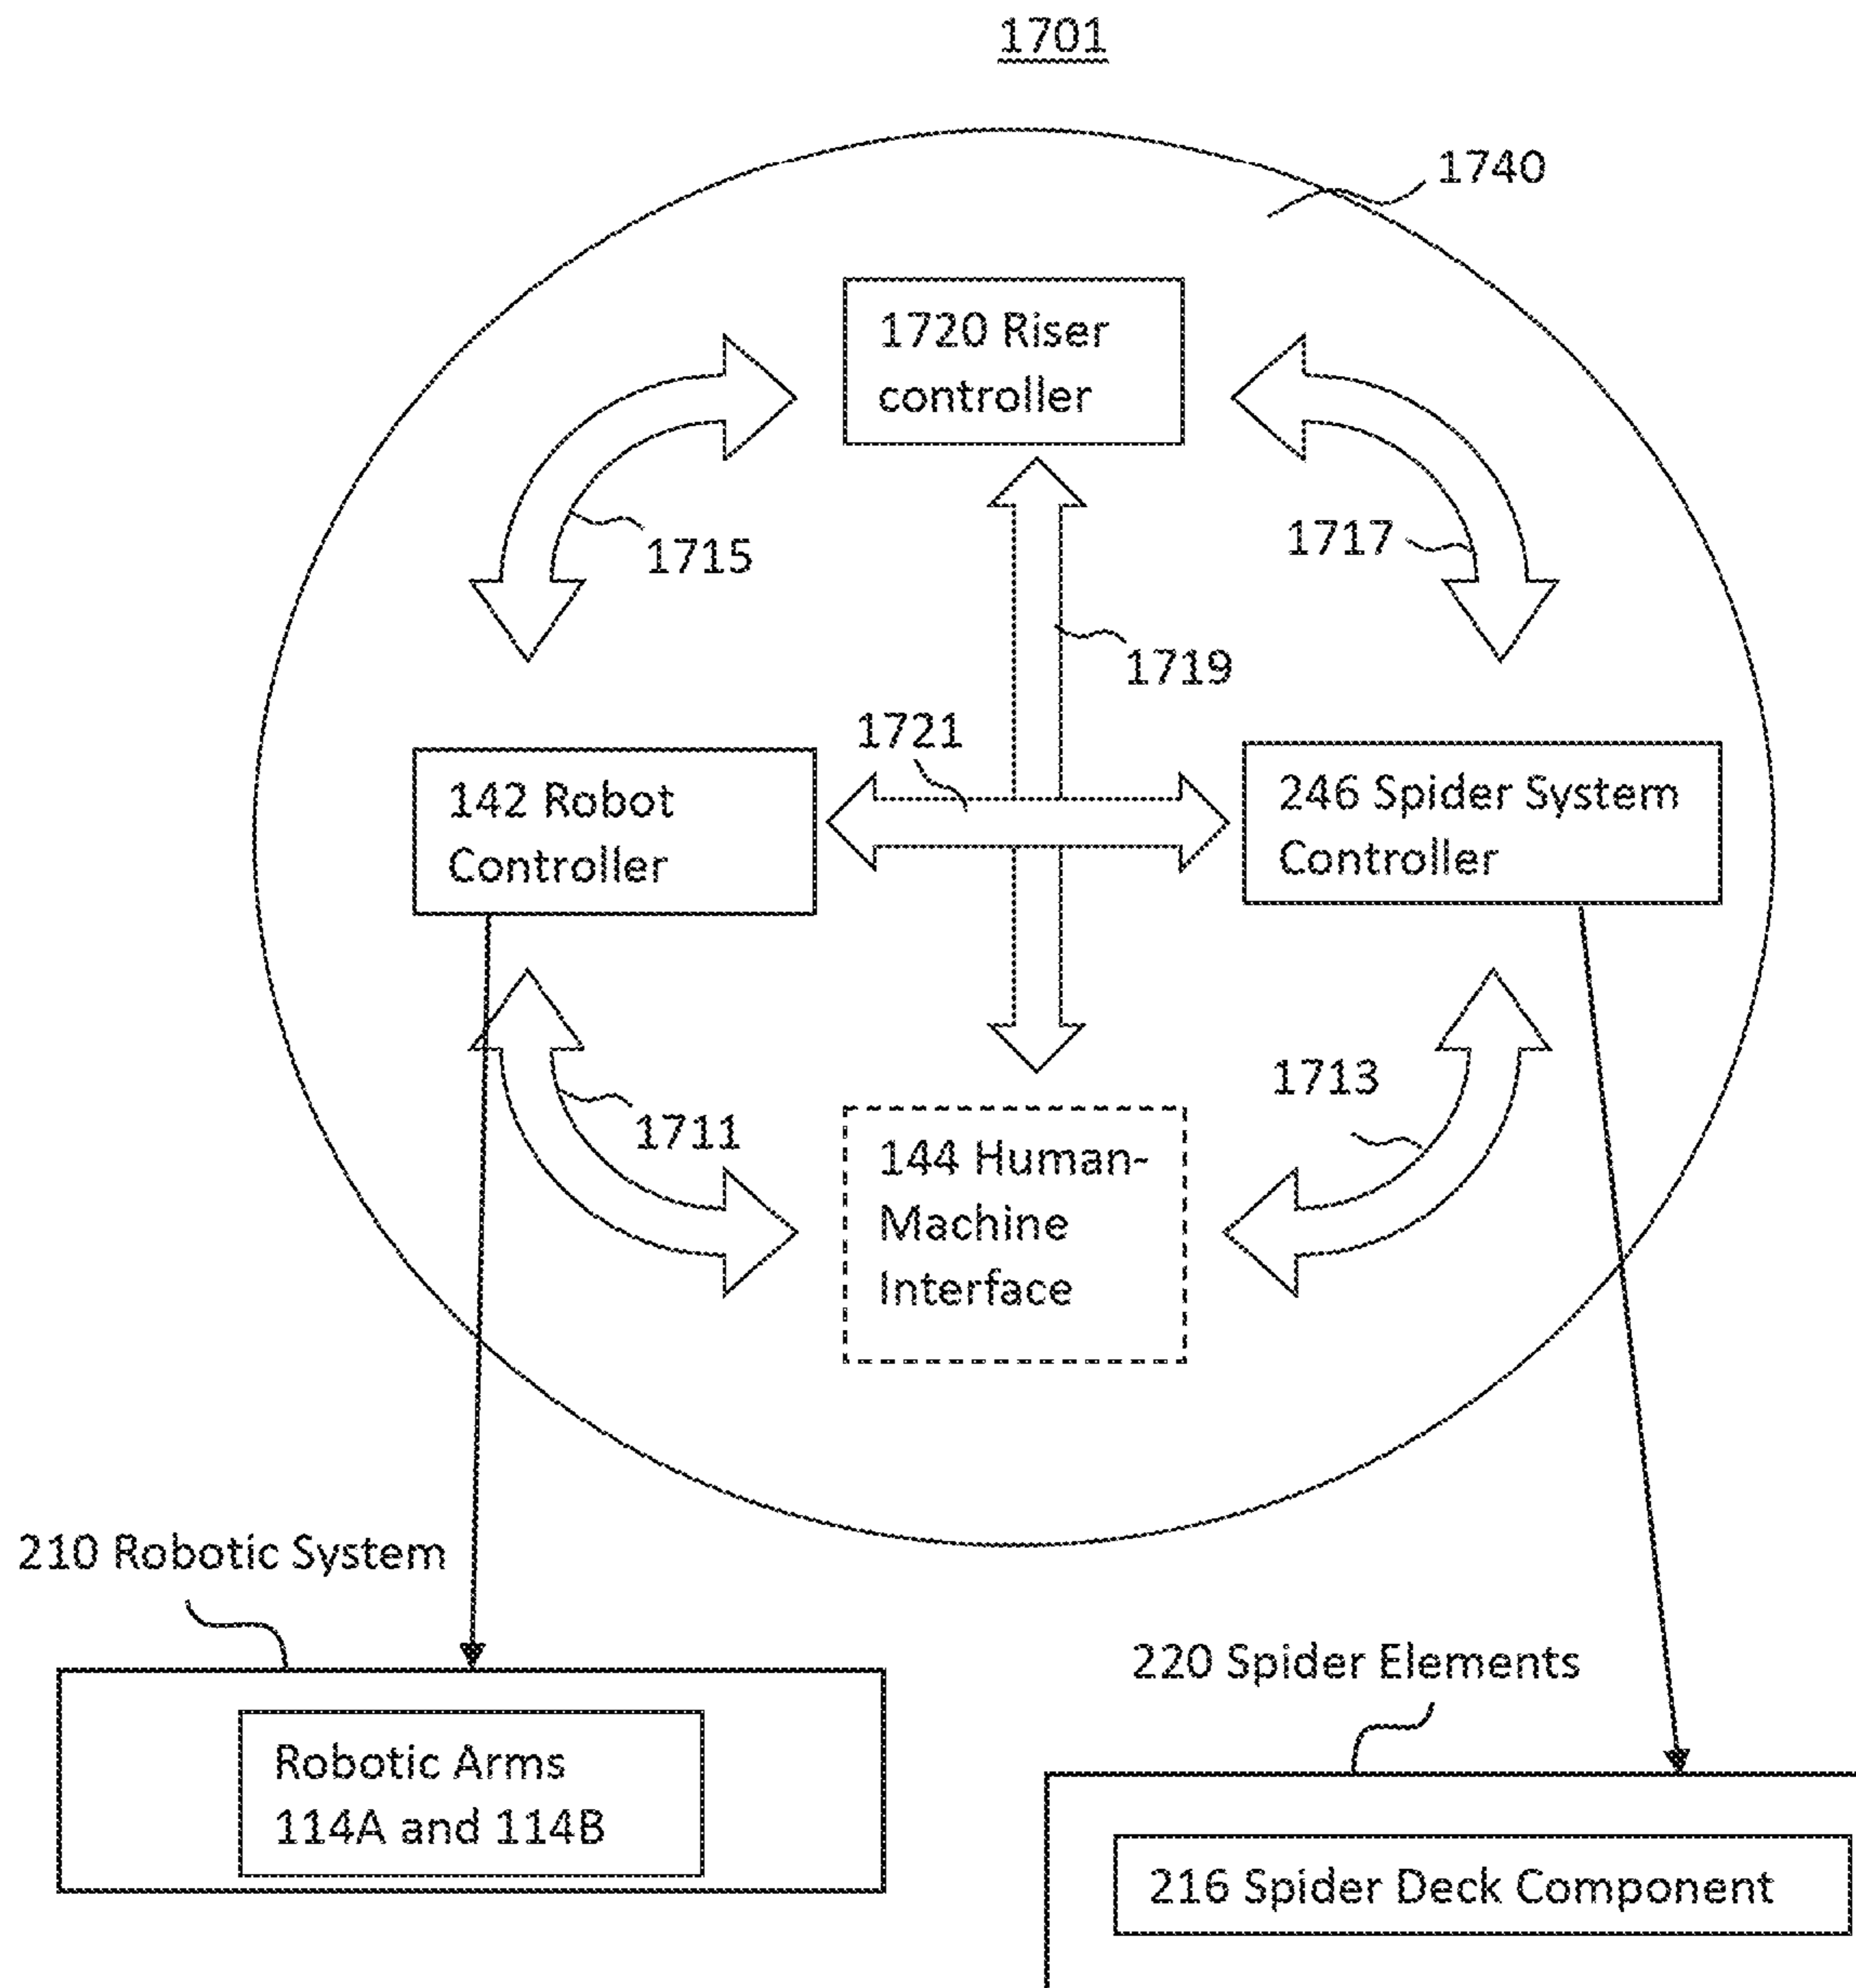 1701
1740
1720 Riser
controller
1715
1717
1719
1721
142 Robot
Controller
246 Spider System
Controller
1711
1713
144 Human-
Machine
Interface
210 Robotic System
220 Spider Elements
Robotic Arms
114A and 114B
216 Spider Deck Component